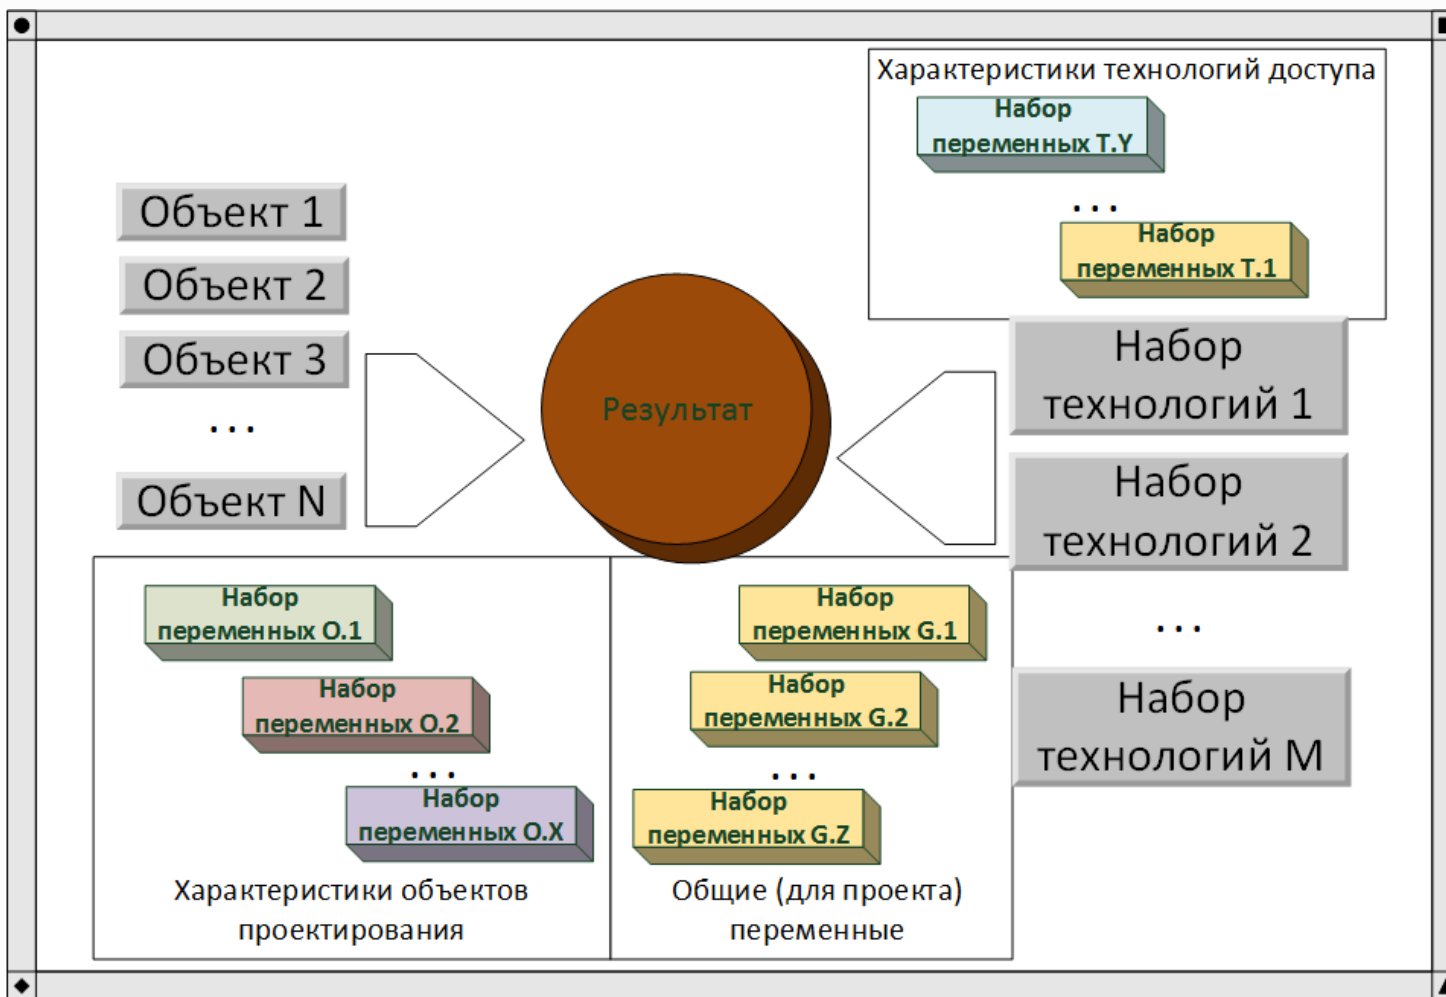 Характеристики технологий доступа
Набор
переменных T.Y
...
Набор
переменных T.1
Объект 1
Объект 2
Объект 3
...
Объект N
Результат
Набор
технологий 1
Набор
технологий 2
...
Набор
технологий M
Набор
переменных O.1
Набор
переменных O.2
...
Набор
переменных O.X
Характеристики объектов
проектирования
Набор
переменных G.1
Набор
переменных G.2
...
Набор
переменных G.Z
Общие (для проекта)
переменные